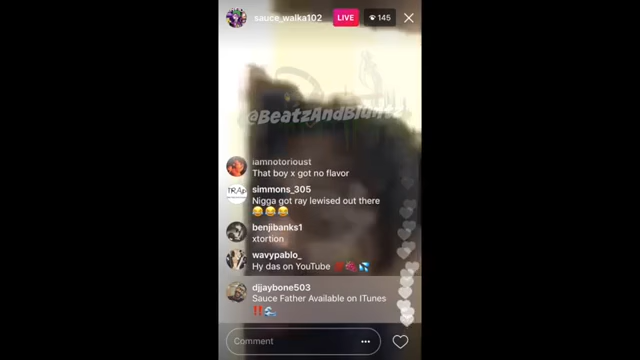 sauce_walka102
LIVE
145
@BeatzAndBluntz
iamnotorioust
That boy x got no flavor
TRAp
simmons_305
Nigga got ray lewised out there
😂😂😂
benjibanks1
xtortion
wavypablo_
Hy das on YouTube
djjaybone503
Sauce Father Available on ITunes
‼️🌊
Comment